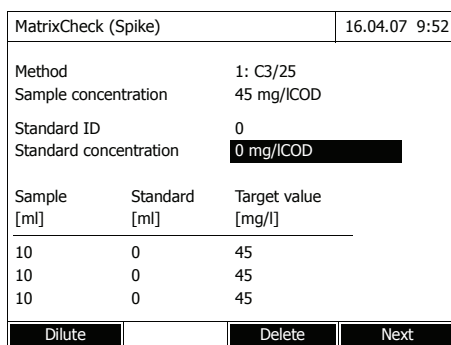 MatrixCheck (Spike) 16.04.07 9:52
Method 1: C3/25
Sample concentration 45 mg/lCOD
Standard ID 0
Standard concentration 0 mg/lCOD
Sample Standard Target value
[ml] [ml] [mg/l]
10 0 45
10 0 45
10 0 45
Dilute Delete Next